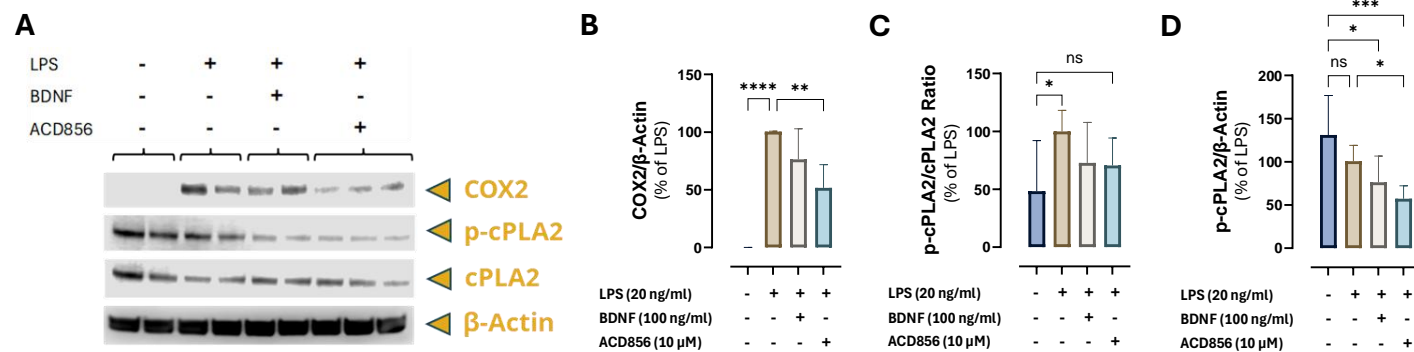 A
LPS - + + +
BDNF - - + -
ACD856 - - - +
COX2
p-cPLA2
cPLA2
β-Actin
B
COX2/β-Actin
(% of LPS)
150
100
50
0
**** **
LPS (20 ng/ml) - + + +
BDNF (100 ng/ml) - - + -
ACD856 (10 µM) - - - +
C
p-cPLA2/cPLA2 Ratio
(% of LPS)
150
100
50
0
ns
*
LPS (20 ng/ml) - + + +
BDNF (100 ng/ml) - - + -
ACD856 (10 µM) - - - +
D
p-cPLA2/β-Actin
(% of LPS)
200
150
100
50
0
***
*
ns *
LPS (20 ng/ml) - + + +
BDNF (100 ng/ml) - - + -
ACD856 (10 µM) - - - +